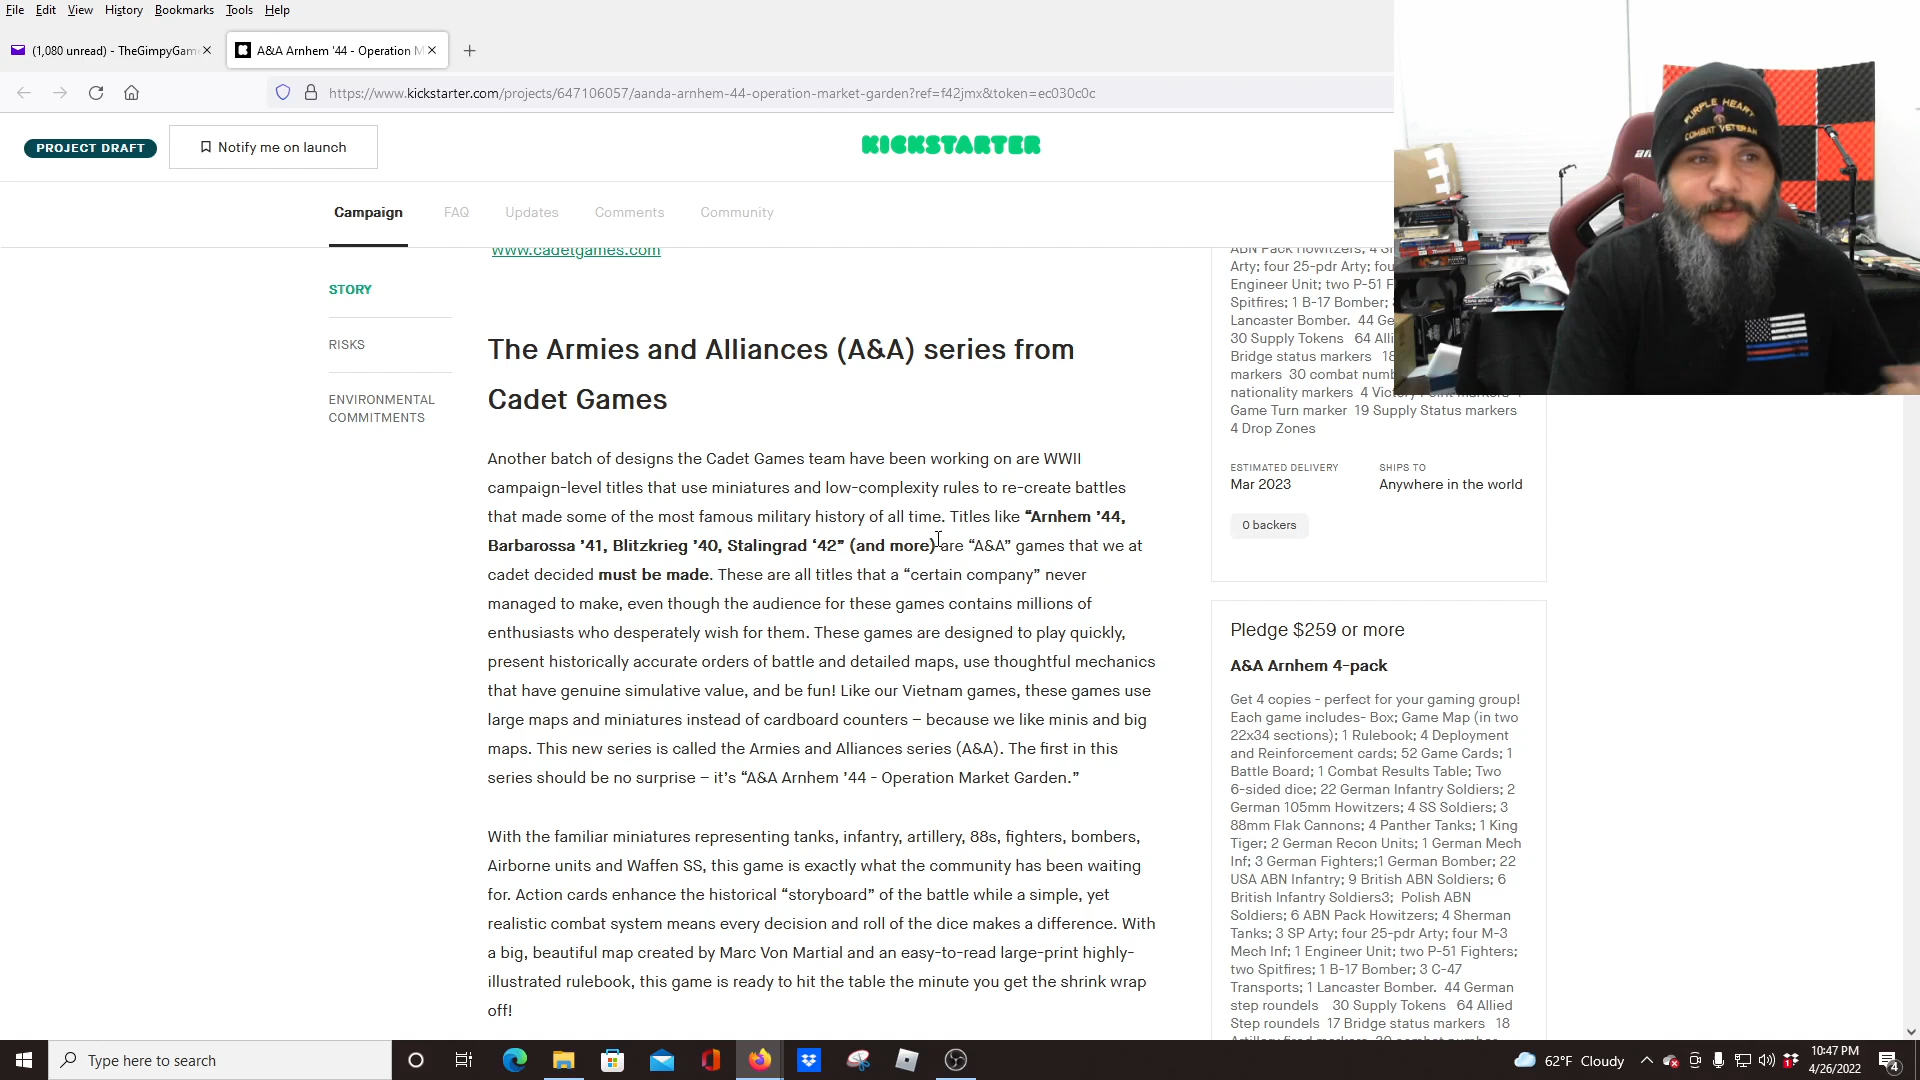 File Edit View History Bookmarks Tools Help
(1,080 unread) - TheGimpyGam
A&A Arnhem '44 - Operation M
https://www.kickstarter.com/projects/647106057/aanda-arnhem-44-operation-market-garden?ref=f42jmx&token=ec030c0c
PROJECT DRAFT
Notify me on launch
KICKSTARTER
Campaign FAQ Updates Comments Community
STORY
RISKS
ENVIRONMENTAL
COMMITMENTS
www.cadetgames.com
The Armies and Alliances (A&A) series from
Cadet Games
Another batch of designs the Cadet Games team have been working on are WWII
campaign-level titles that use miniatures and low-complexity rules to re-create battles
that made some of the most famous military history of all time. Titles like “Arnhem ’44,
Barbarossa ’41, Blitzkrieg ’40, Stalingrad ‘42” (and more) are “A&A” games that we at
cadet decided must be made. These are all titles that a “certain company” never
managed to make, even though the audience for these games contains millions of
enthusiasts who desperately wish for them. These games are designed to play quickly,
present historically accurate orders of battle and detailed maps, use thoughtful mechanics
that have genuine simulative value, and be fun! Like our Vietnam games, these games use
large maps and miniatures instead of cardboard counters – because we like minis and big
maps. This new series is called the Armies and Alliances series (A&A). The first in this
series should be no surprise – it’s “A&A Arnhem ’44 - Operation Market Garden.”
With the familiar miniatures representing tanks, infantry, artillery, 88s, fighters, bombers,
Airborne units and Waffen SS, this game is exactly what the community has been waiting
for. Action cards enhance the historical “storyboard” of the battle while a simple, yet
realistic combat system means every decision and roll of the dice makes a difference. With
a big, beautiful map created by Marc Von Martial and an easy-to-read large-print highly-
illustrated rulebook, this game is ready to hit the table the minute you get the shrink wrap
off!
ABN Pack Howitzers; 4 S
Arty; four 25-pdr Arty; fou
Engineer Unit; two P-51 F
Spitfires; 1 B-17 Bomber;
Lancaster Bomber. 44 Ge
30 Supply Tokens 64 Alli
Bridge status markers 18
markers 30 combat numb
nationality markers 4 Victory Point markers
Game Turn marker 19 Supply Status markers
4 Drop Zones
ESTIMATED DELIVERY
Mar 2023
SHIPS TO
Anywhere in the world
0 backers
Pledge $259 or more
A&A Arnhem 4-pack
Get 4 copies - perfect for your gaming group!
Each game includes- Box; Game Map (in two
22x34 sections); 1 Rulebook; 4 Deployment
and Reinforcement cards; 52 Game Cards; 1
Battle Board; 1 Combat Results Table; Two
6-sided dice; 22 German Infantry Soldiers; 2
German 105mm Howitzers; 4 SS Soldiers; 3
88mm Flak Cannons; 4 Panther Tanks; 1 King
Tiger; 2 German Recon Units; 1 German Mech
Inf; 3 German Fighters;1 German Bomber; 22
USA ABN Infantry; 9 British ABN Soldiers; 6
British Infantry Soldiers3; Polish ABN
Soldiers; 6 ABN Pack Howitzers; 4 Sherman
Tanks; 3 SP Arty; four 25-pdr Arty; four M-3
Mech Inf; 1 Engineer Unit; two P-51 Fighters;
two Spitfires; 1 B-17 Bomber; 3 C-47
Transports; 1 Lancaster Bomber. 44 German
step roundels 30 Supply Tokens 64 Allied
Step roundels 17 Bridge status markers 18
PURPLE HEART
COMBAT VETERAN
Type here to search
62°F Cloudy
10:47 PM
4/26/2022
4